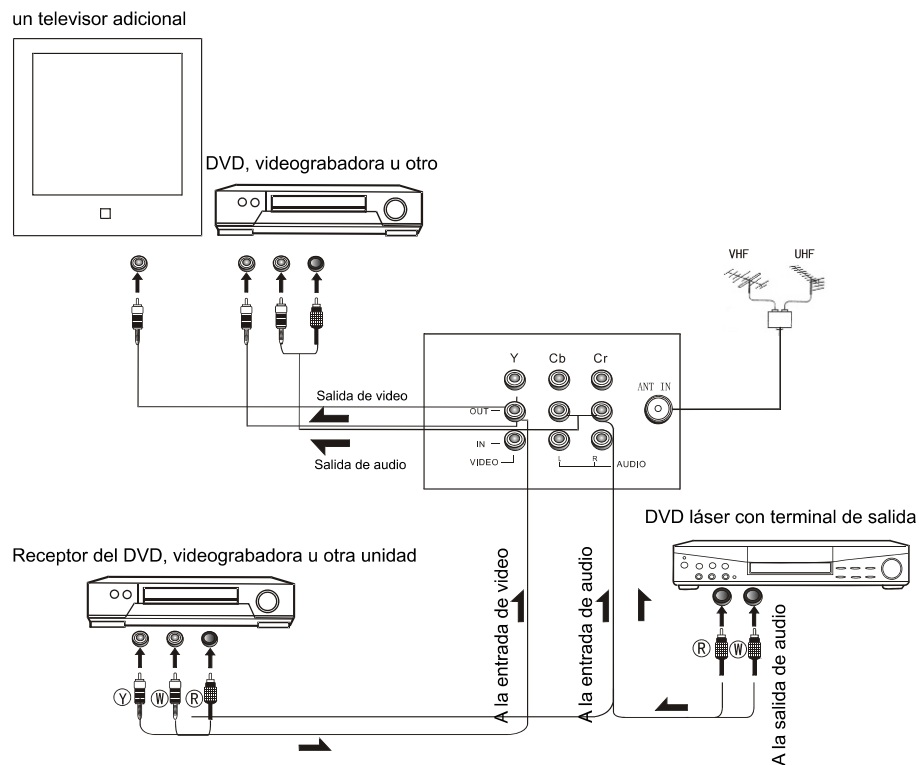 un televisor adicional
DVD, videograbadora u otro
VHF
UHF
Y
Cb
Cr
ANT IN
Salida de video
OUT
IN
VIDEO
L
R
AUDIO
Salida de audio
DVD láser con terminal de salida
Receptor del DVD, videograbadora u otra unidad
A la entrada de video
A la entrada de audio
R
W
A la salida de audio
Y
W
R